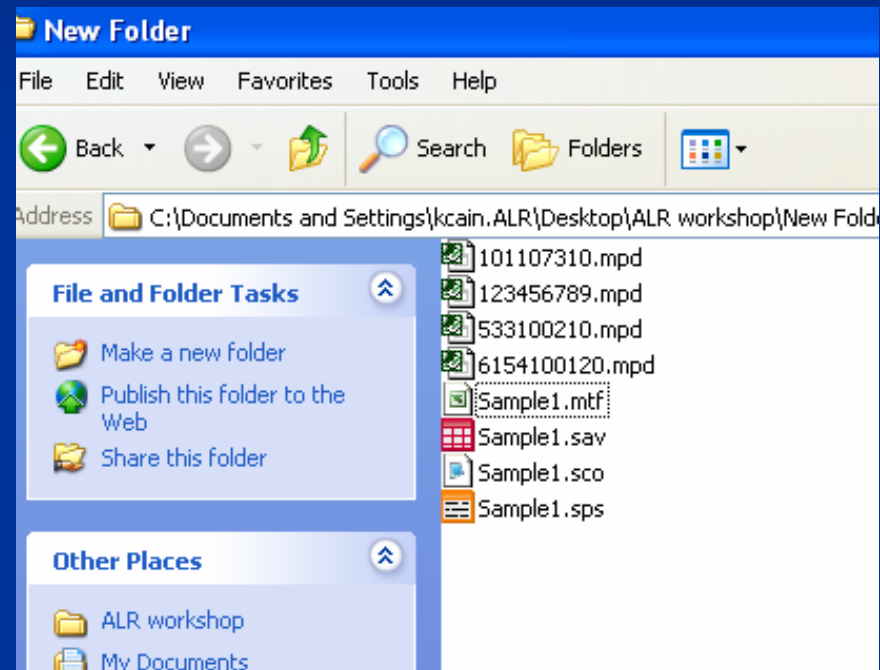 New Folder
File Edit View Favorites Tools Help
Back Search Folders
Address C:\Documents and Settings\kcain.ALR\Desktop\ALR workshop\New Folde
File and Folder Tasks
Make a new folder
Publish this folder to the
Web
Share this folder
Other Places
ALR workshop
My Documents
101107310.mpd
123456789.mpd
533100210.mpd
6154100120.mpd
Sample1.mtf
Sample1.sav
Sample1.sco
Sample1.sps